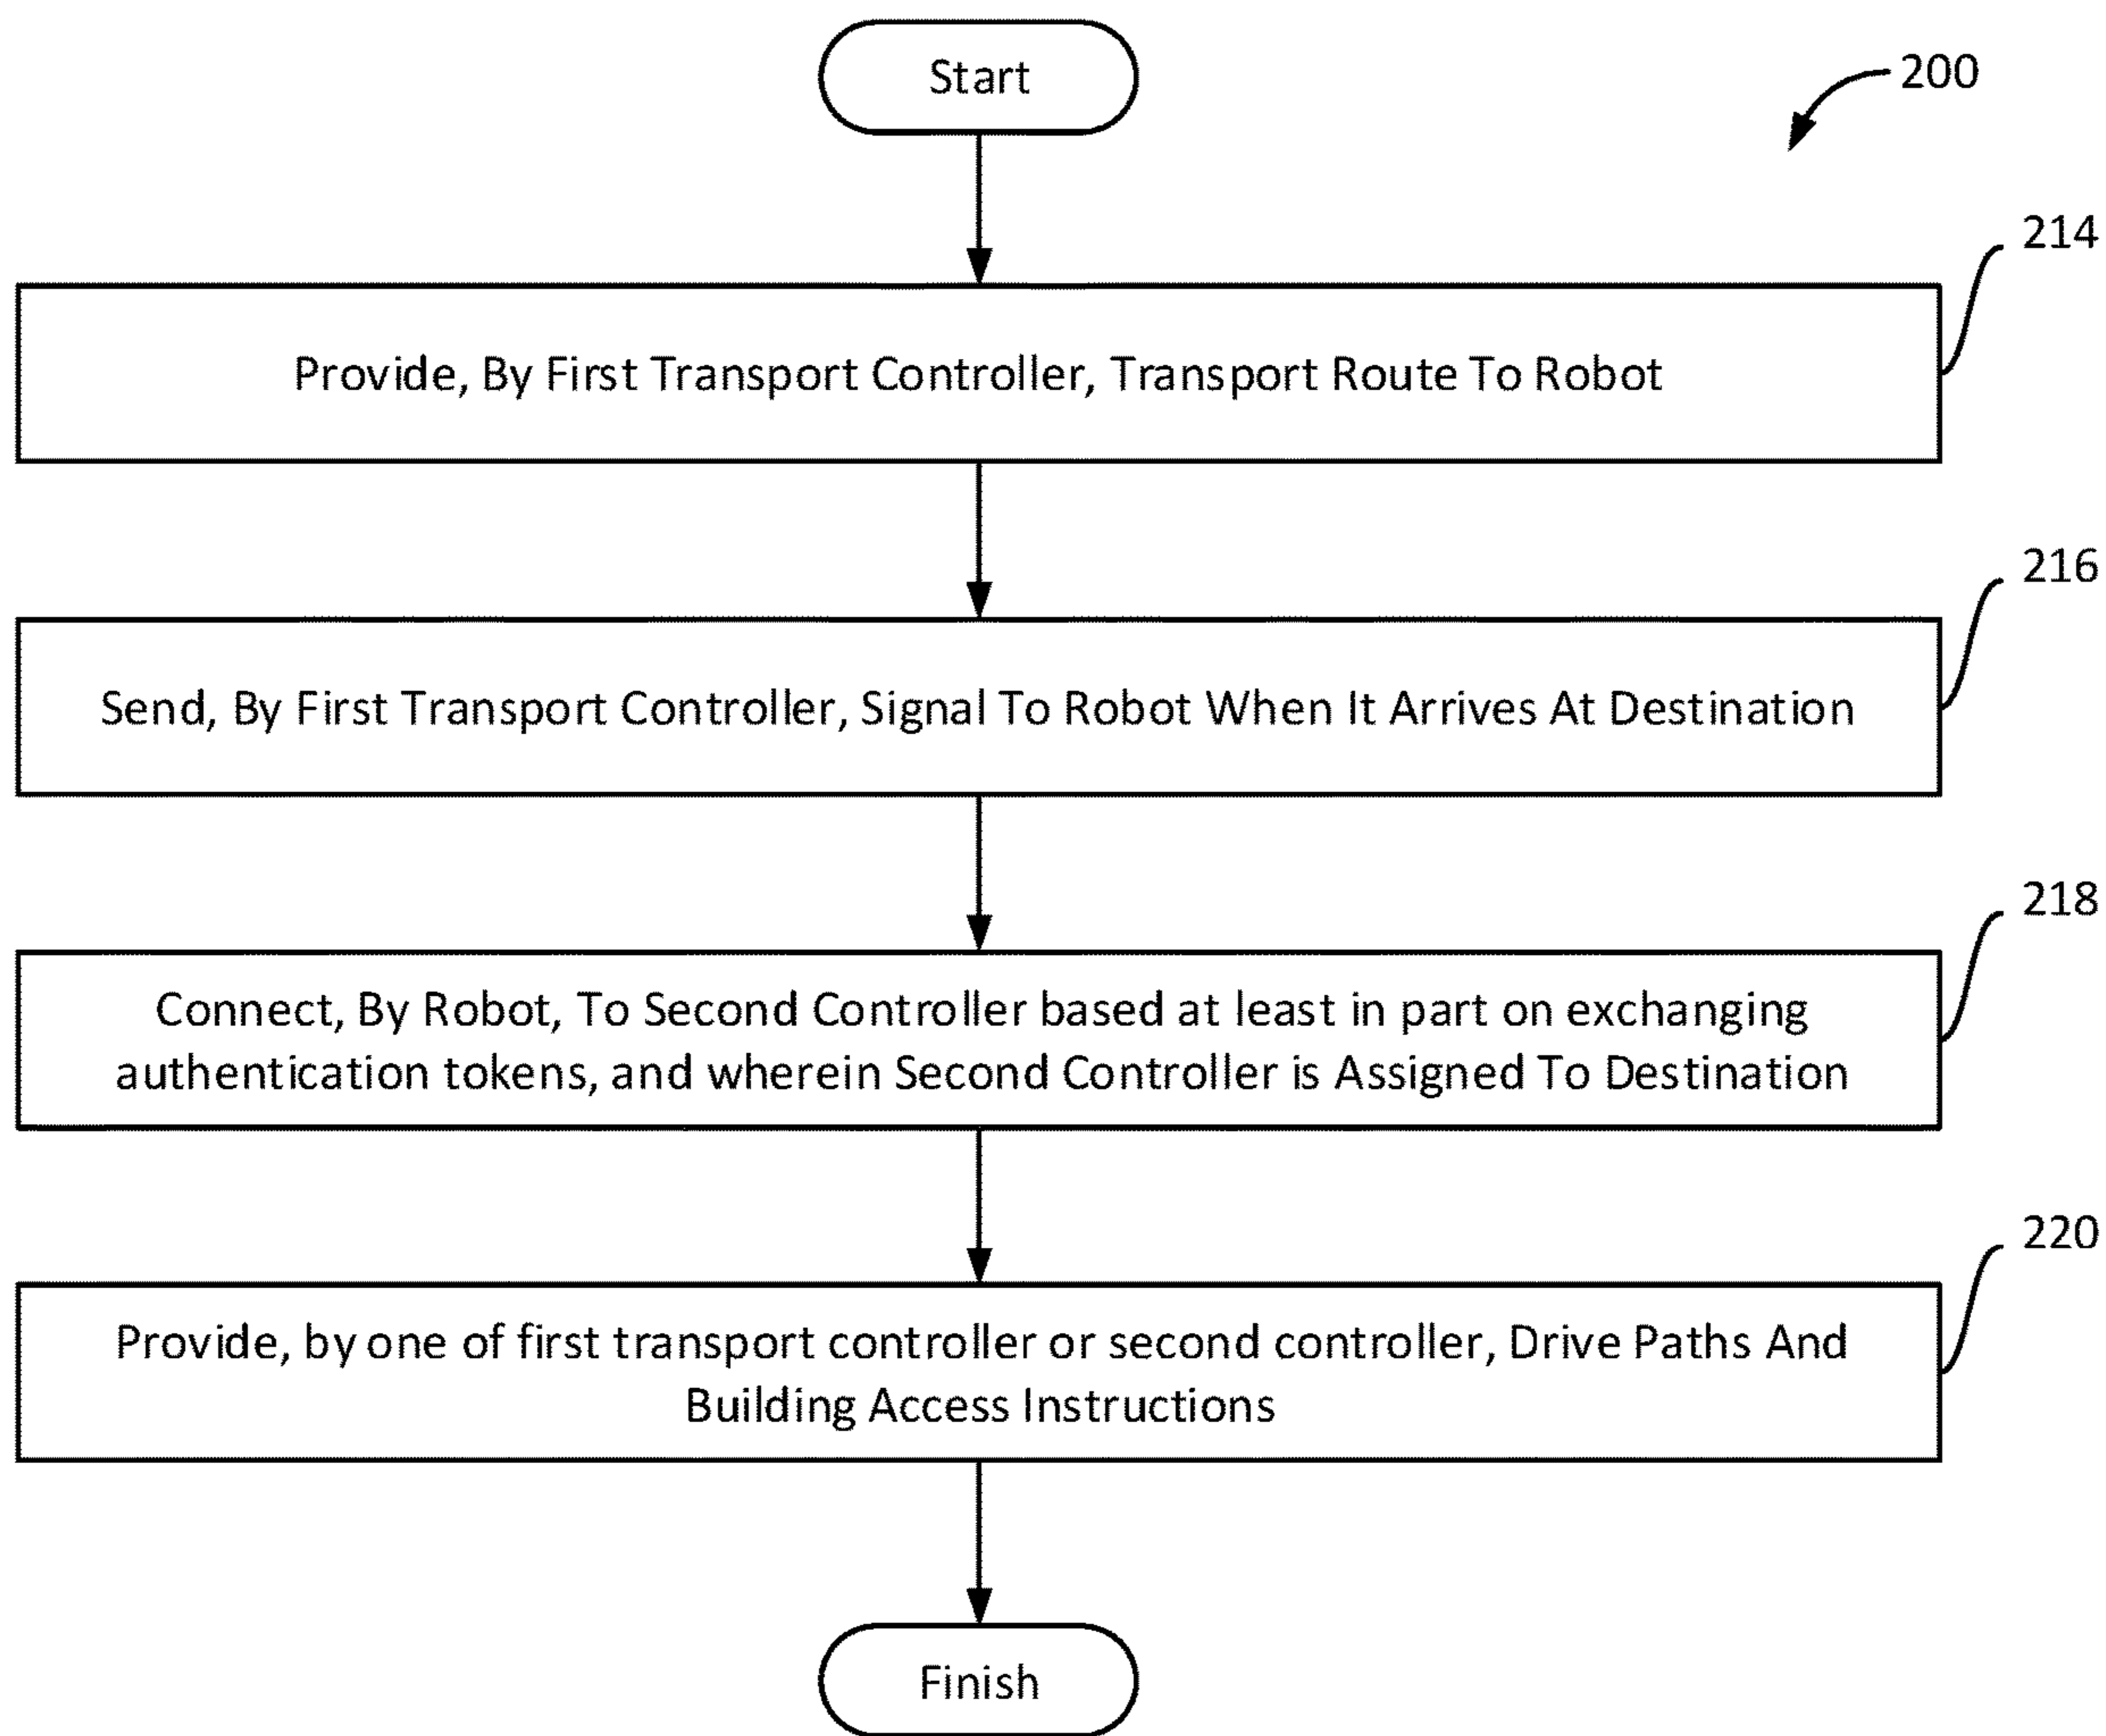 Start
200
214
Provide, By First Transport Controller, Transport Route To Robot
216
Send, By First Transport Controller, Signal To Robot When It Arrives At Destination
218
Connect, By Robot, To Second Controller based at least in part on exchanging
authentication tokens, and wherein Second Controller is Assigned To Destination
220
Provide, by one of first transport controller or second controller, Drive Paths And
Building Access Instructions
Finish